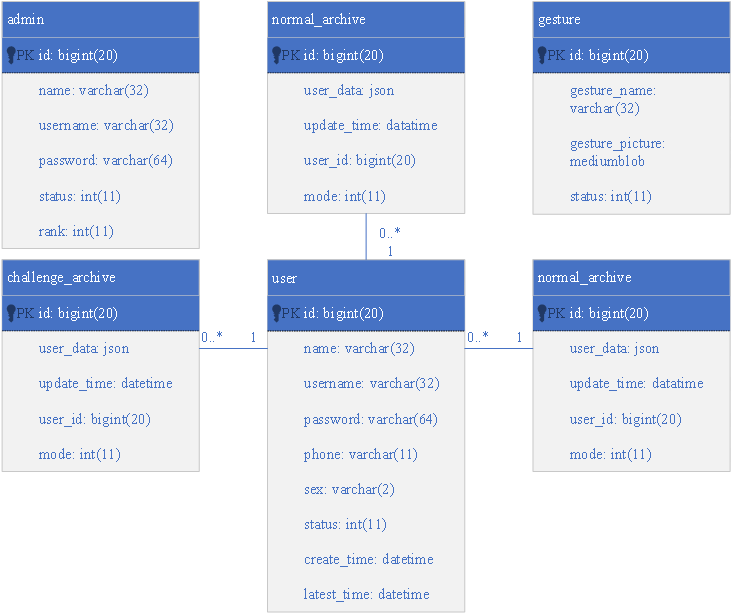 admin
PK id: bigint(20)
name: varchar(32)
username: varchar(32)
password: varchar(64)
status: int(11)
rank: int(11)
normal_archive
PK id: bigint(20)
user_data: json
update_time: datatime
user_id: bigint(20)
mode: int(11)
gesture
PK id: bigint(20)
gesture_name:
varchar(32)
gesture_picture:
mediumblob
status: int(11)
0..*
1
challenge_archive
PK id: bigint(20)
user_data: json
update_time: datetime
user_id: bigint(20)
mode: int(11)
0..* 1
user
PK id: bigint(20)
name: varchar(32)
username: varchar(32)
password: varchar(64)
phone: varchar(11)
sex: varchar(2)
status: int(11)
create_time: datetime
latest_time: datetime
0..* 1
normal_archive
PK id: bigint(20)
user_data: json
update_time: datatime
user_id: bigint(20)
mode: int(11)